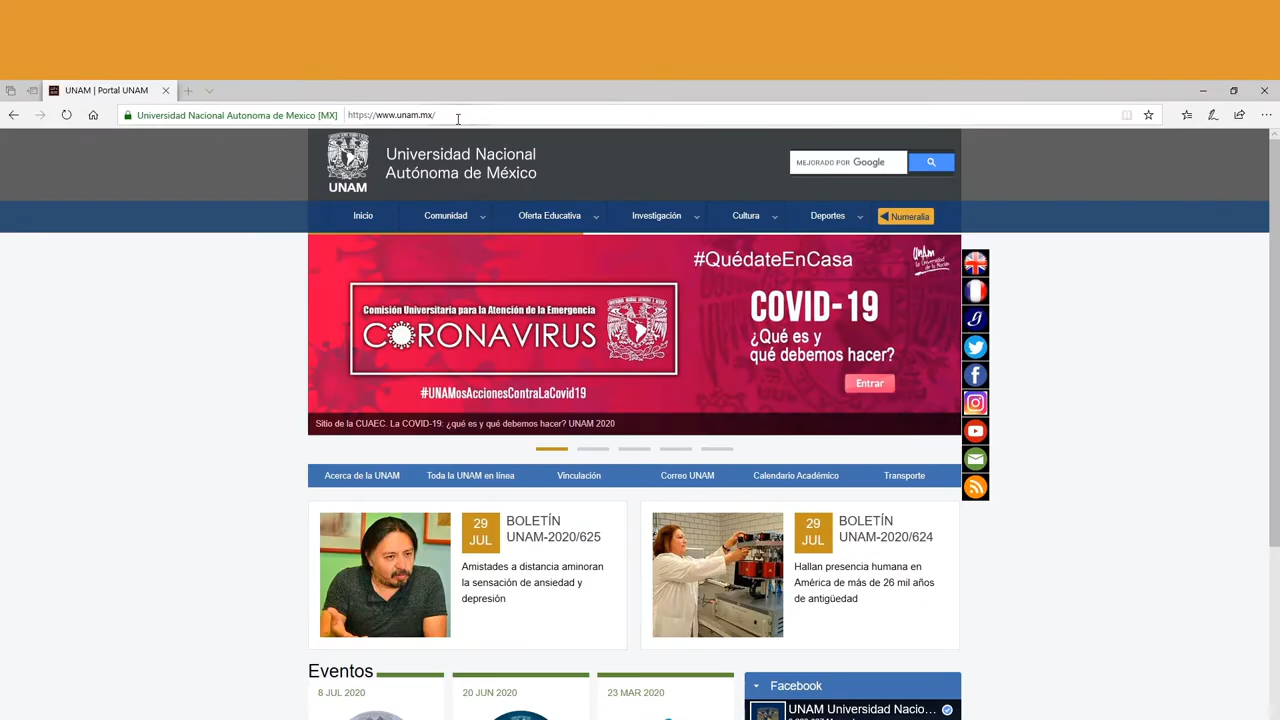 UNAM | Portal UNAM
Universidad Nacional Autonoma de Mexico [MX]
https://www.unam.mx/
UNAM
Universidad Nacional
Autónoma de México
MEJORADO POR Google
Inicio
Comunidad
Oferta Educativa
Investigación
Cultura
Deportes
Numeralia
#QuédateEnCasa
UNAM
La Universidad
de la Nación
Comisión Universitaria para la Atención de la Emergencia
CORONAVIRUS
#UNAMosAccionesContraLaCovid19
COVID-19
¿Qué es y
qué debemos hacer?
Entrar
Sitio de la CUAEC. La COVID-19: ¿qué es y qué debemos hacer? UNAM 2020
Acerca de la UNAM
Toda la UNAM en línea
Vinculación
Correo UNAM
Calendario Académico
Transporte
29
JUL
BOLETÍN
UNAM-2020/625
Amistades a distancia aminoran
la sensación de ansiedad y
depresión
29
JUL
BOLETÍN
UNAM-2020/624
Hallan presencia humana en
América de más de 26 mil años
de antigüedad
Eventos
8 JUL 2020
20 JUN 2020
23 MAR 2020
Facebook
UNAM Universidad Nacio...